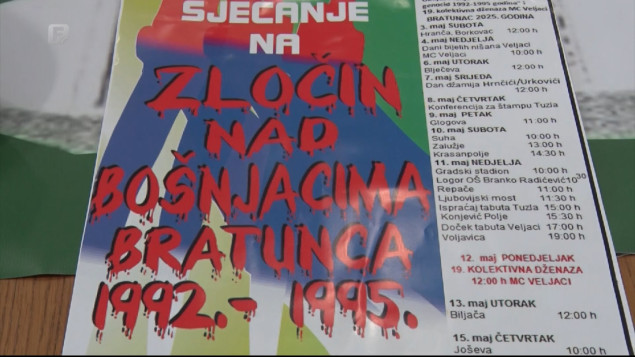 SJEĆANJE
NA
ZLOČIN
NAD
BOŠNJACIMA
BRATUNCA
1992.- 1995.
genocid 1992-1995 godina" i
19. kolektivna dženaza MC Veljaci
BRATUNAC 2025. GODINA
3. maj SUBOTA
Hranča, Borkovac 12:00 h
4. maj NEDJELJA
Dani bijelih nišana Veljaci
MC Veljaci 10:00 h
6. maj UTORAK
Blječeva 12:00 h
7. maj SRIJEDA
Dan džamija Hrnčići/Urkovići
12:00 h
8. maj ČETVRTAK
Konferencija za štampu Tuzla
9. maj PETAK
Glogova 11:00 h
10. maj SUBOTA
Suha 10:00 h
Zalužje 13:00 h
Krasanpolje 14:30 h
11. maj NEDJELJA
Gradski stadion 10:00 h
Logor OŠ Branko Radičević 10³⁰
Repače 11:00 h
Ljubovijski most 11:30 h
Ispraćaj tabuta Tuzla 15:00 h
Konjević Polje 15:30 h
Doček tabuta Veljaci 17:00 h
Voljavica 19:00 h
12. maj PONEDJELJAK
19. KOLEKTIVNA DŽENAZA
12:00 h MC VELJACI
13. maj UTORAK
Biljača 12:00 h
15. maj ČETVRTAK
Joševa 10:00 h